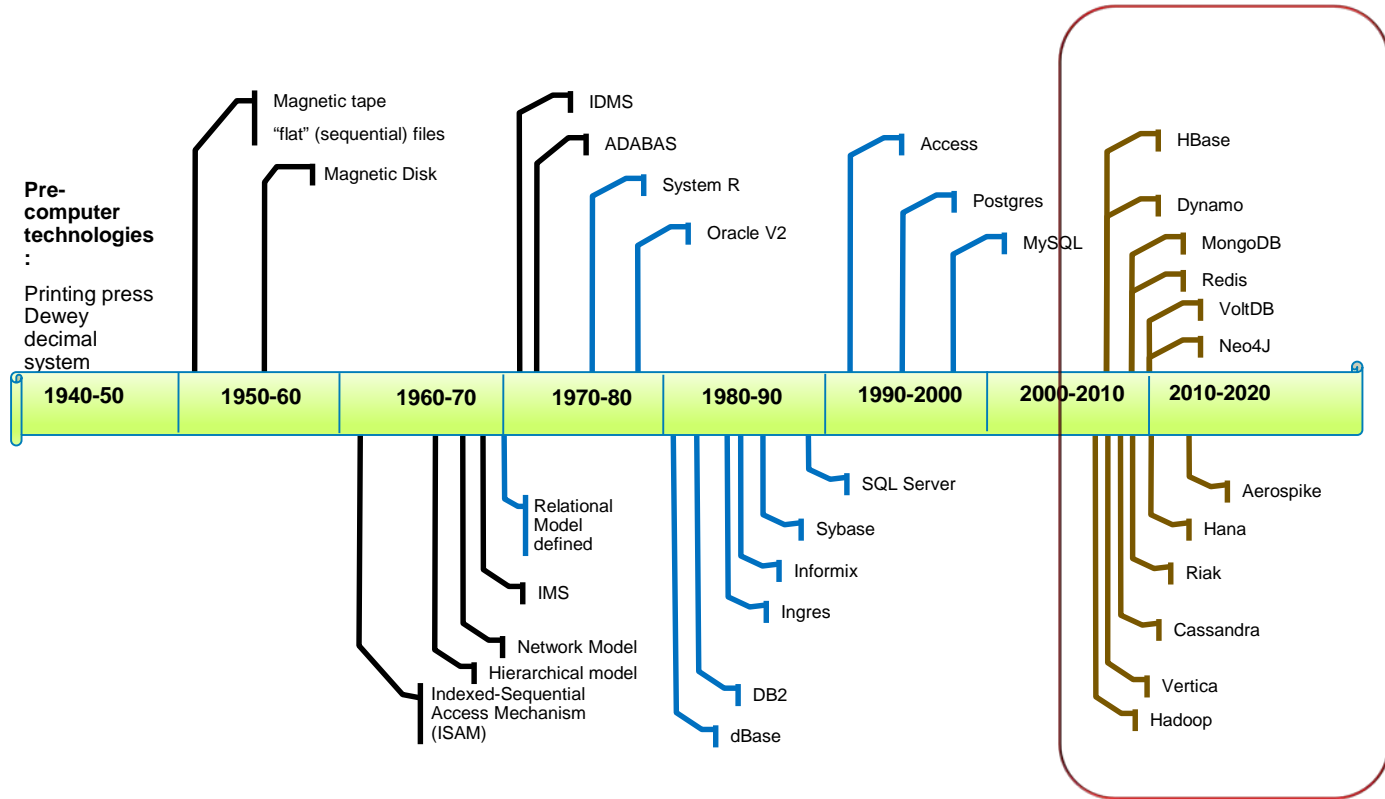 Magnetic tape
“flat” (sequential) files
Magnetic Disk
Pre-
computer
technologies
:
Printing press
Dewey
decimal
system
IDMS
ADABAS
System R
Oracle V2
Access
Postgres
MySQL
HBase
Dynamo
MongoDB
Redis
VoltDB
Neo4J
1940-50
1950-60
1960-70
1970-80
1980-90
1990-2000
2000-2010
2010-2020
Relational
Model
defined
IMS
Network Model
Hierarchical model
Indexed-Sequential
Access Mechanism
(ISAM)
SQL Server
Sybase
Informix
Ingres
DB2
dBase
Aerospike
Hana
Riak
Cassandra
Vertica
Hadoop